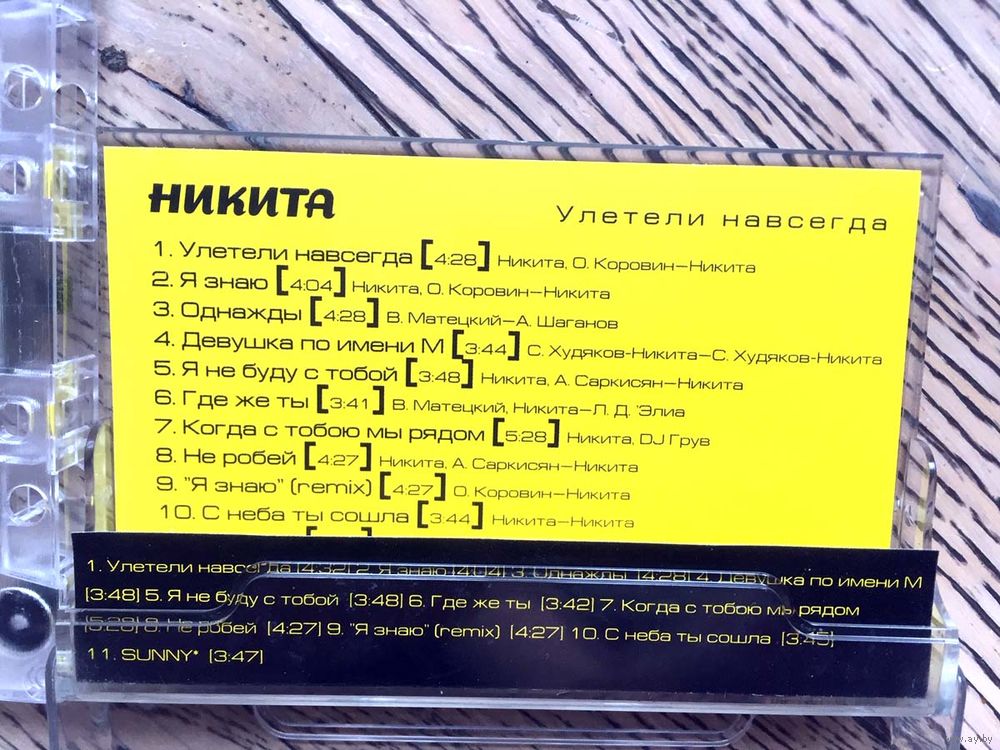 НИКИТА
Улетели навсегда
1. Улетели навсегда [4:28] Никита, О. Коровин—Никита
2. Я знаю [4:04] Никита, О. Коровин—Никита
3. Однажды [4:28] В. Матецкий—А. Шаганов
4. Девушка по имени М [3:44] С. Худяков-Никита—С. Худяков-Никита
5. Я не буду с тобой [3:48] Никита, А. Саркисян—Никита
6. Где же ты [3:41] В. Матецкий, Никита—Л. Д. 'Элиа
7. Когда с тобою мы рядом [5:28] Никита, DJ Грув
8. Не робей [4:27] Никита, А. Саркисян—Никита
9. "Я знаю" (remix) [4:27] О. Коровин—Никита
10. С неба ты сошла [3:44] Никита—Никита
1. Улетели навсегда [4:32] 2. Я знаю [4:04] 3. Однажды [4:28] 4. Девушка по имени М
[3:48] 5. Я не буду с тобой [3:48] 6. Где же ты [3:42] 7. Когда с тобою мы рядом
[5:28] 8. Не робей [4:27] 9. "Я знаю" (remix) [4:27] 10. С неба ты сошла [3:45]
11. SUNNY* [3:47]